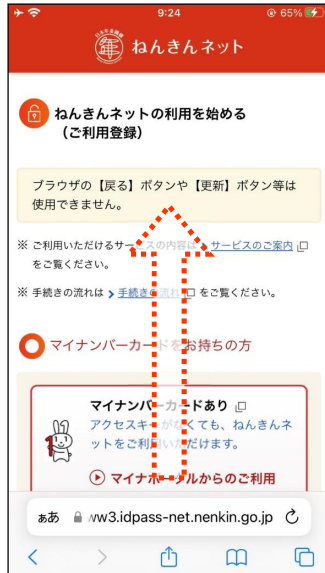 9:24
65%
ねんきんネット
ねんきんネットの利用を始める
(ご利用登録)
ブラウザの【戻る】ボタンや【更新】ボタン等は
使用できません。
※ ご利用いただけるサービスの内容は サービスのご案内
をご覧ください。
※ 手続きの流れは 手続きの流れ をご覧ください。
マイナンバーカードをお持ちの方
マイナンバーカードあり
アクセスキーがなくても、ねんきんネ
ットをご利用いただけます。
マイナポータルからのご利用
ぁあ
ww3.idpass-net.nenkin.go.jp